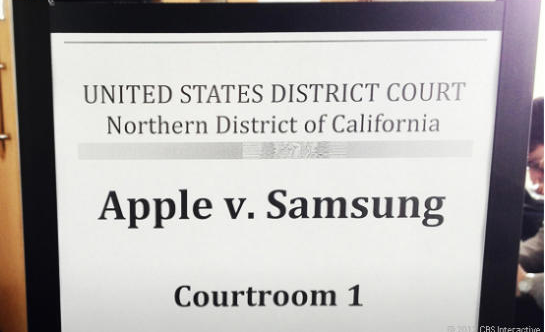 UNITED STATES DISTRICT COURT
Northern District of California
Apple v. Samsung
Courtroom 1
CBS Interactive